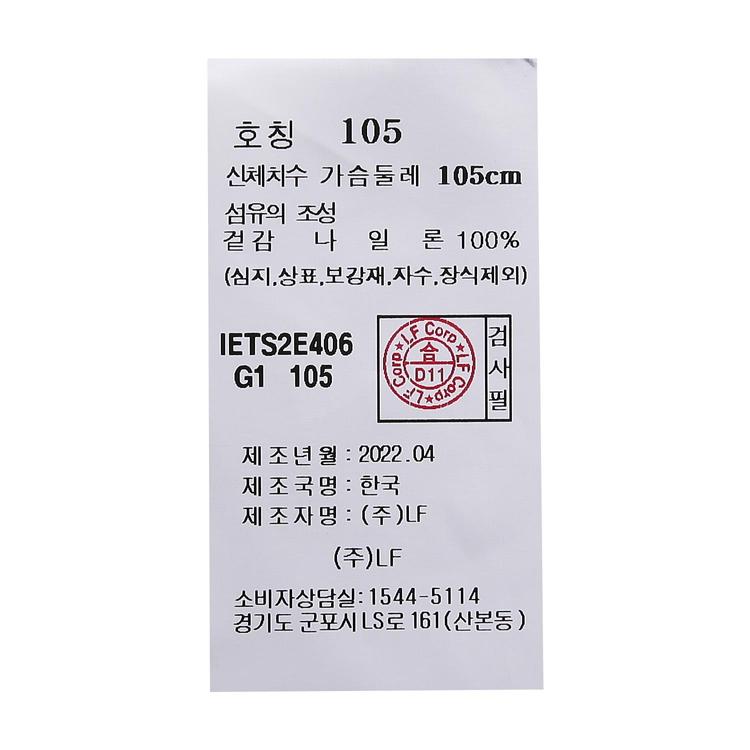 호칭 105
신체치수 가슴둘레 105cm
섬유의 조성
겉감 나 일 론 100%
(심지,상표,보강재,자수,장식제외)
IETS2E406
G1 105
LF Corp★LF Corp★LF Corp★
合
D11
검사필
제조년월 : 2022.04
제조국명 : 한국
제조자명 : (주)LF
(주)LF
소비자상담실:1544-5114
경기도 군포시 LS로 161(산본동)